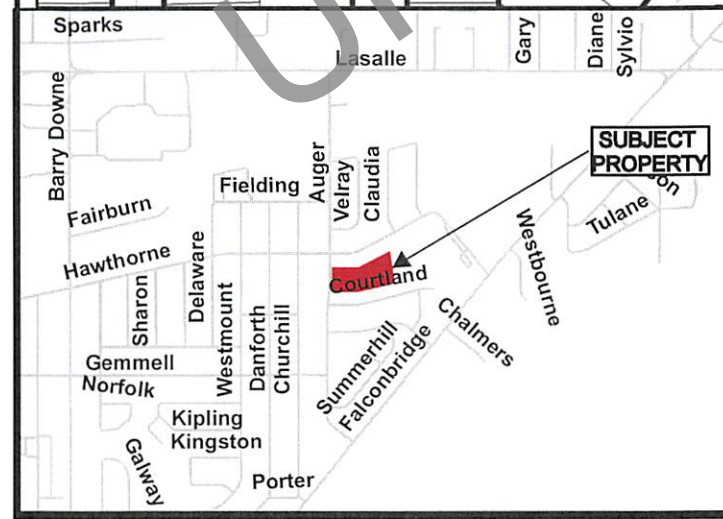 Sparks
Lasalle
Gary
Diane
Sylvio
Barry Downe
SUBJECT
PROPERTY
Auger
Velray
Claudia
Fielding
Fairburn
Tulane
Westbourne
Hawthorne
Delaware
Sharon
Courtland
Westmount
Danforth
Churchill
Chalmers
Summerhill
Falconbridge
Gemmell
Norfolk
Kipling
Kingston
Galway
Porter